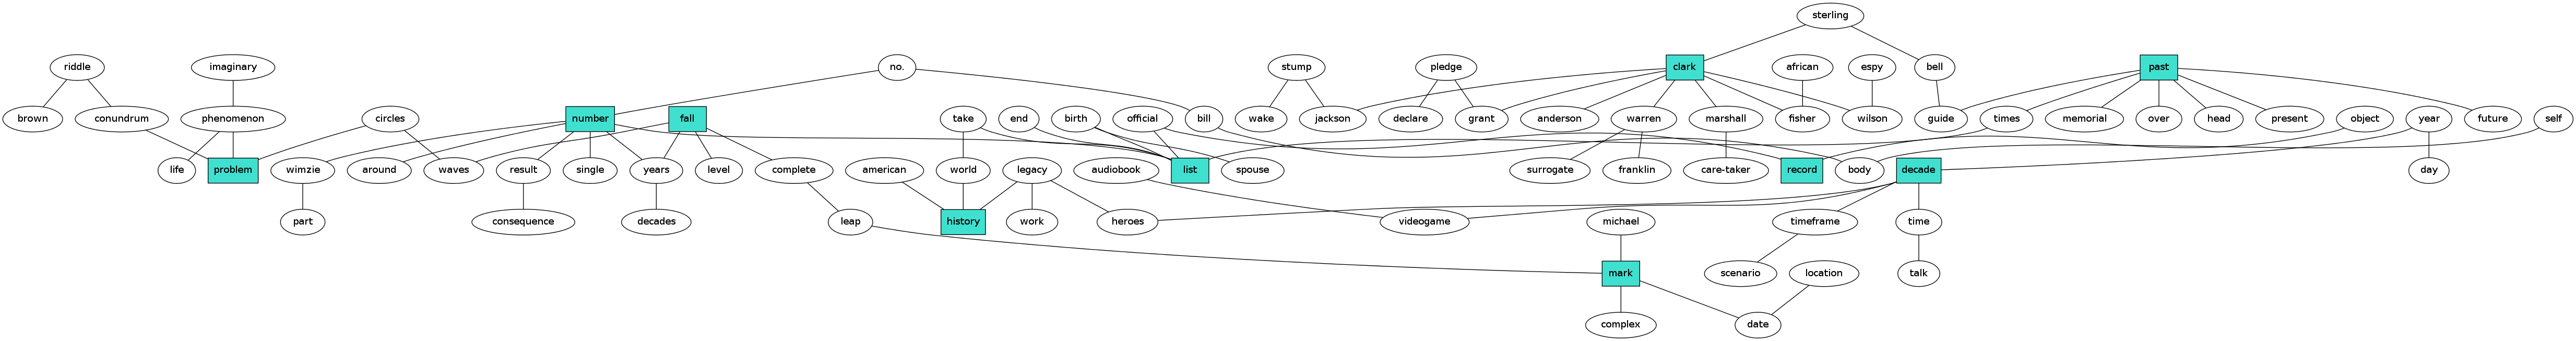 sterling
riddle
imaginary
no.
stump
pledge
clark
african
espy
bell
past
brown
conundrum
phenomenon
circles
number
fall
take
end
birth
official
bill
wake
jackson
declare
grant
anderson
warren
marshall
fisher
wilson
guide
times
memorial
over
head
present
object
year
future
self
life
problem
wimzie
around
waves
result
single
years
level
complete
american
world
legacy
audiobook
list
spouse
surrogate
franklin
care-taker
record
body
decade
day
part
consequence
decades
leap
history
work
heroes
videogame
michael
timeframe
time
mark
scenario
location
talk
complex
date